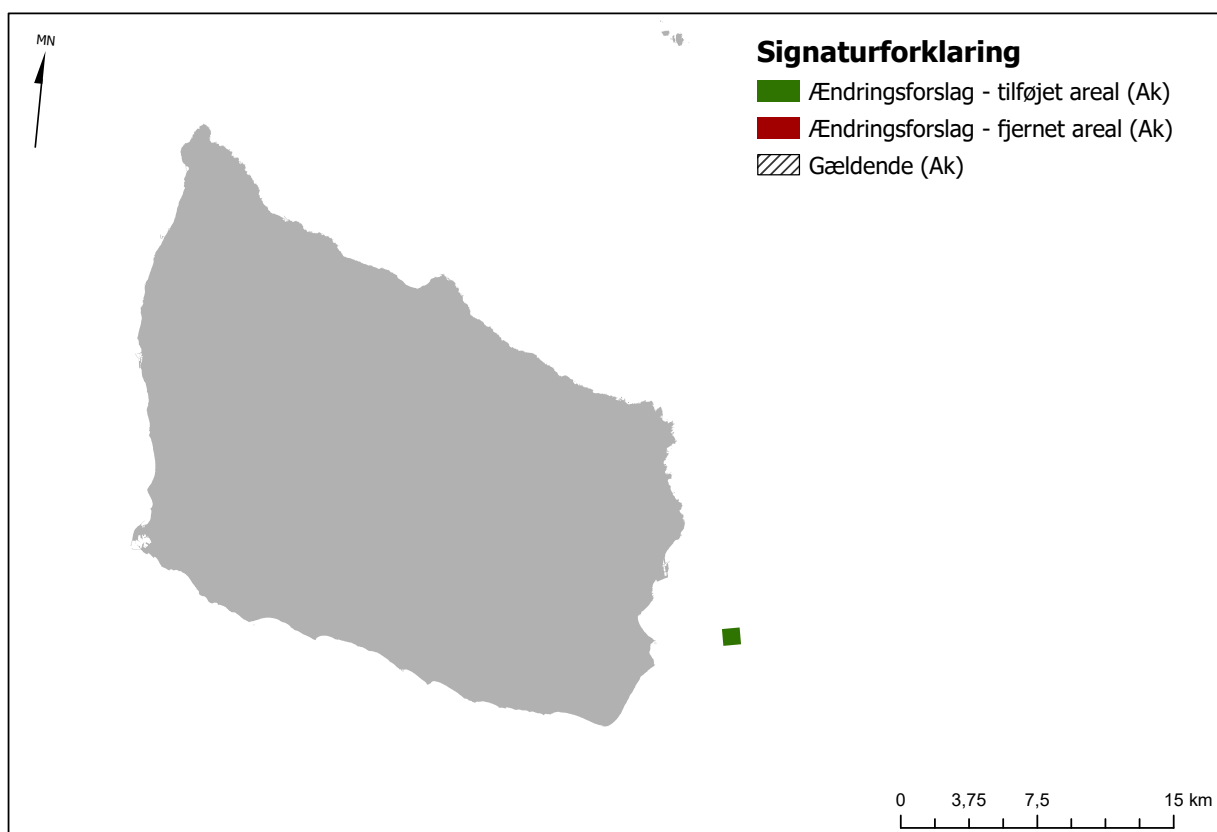 MN
Signaturforklaring
Ændringsforslag - tilføjet areal (Ak)
Ændringsforslag - fjernet areal (Ak)
Gældende (Ak)
0 3,75 7,5 15 km